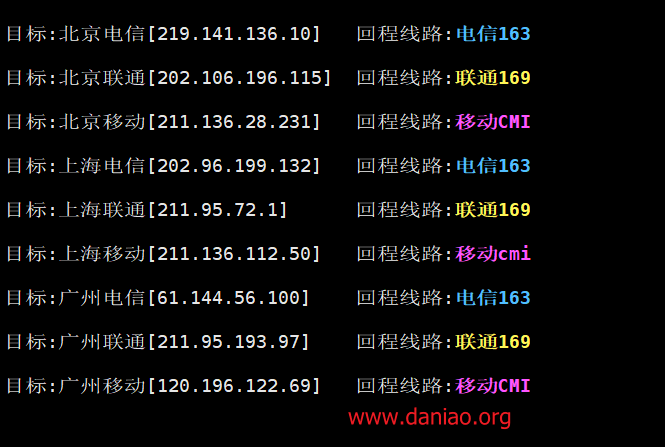 目标:北京电信[219.141.136.10] 回程线路:电信163
目标:北京联通[202.106.196.115] 回程线路:联通169
目标:北京移动[211.136.28.231] 回程线路:移动CMI
目标:上海电信[202.96.199.132] 回程线路:电信163
目标:上海联通[211.95.72.1] 回程线路:联通169
目标:上海移动[211.136.112.50] 回程线路:移动cmi
目标:广州电信[61.144.56.100] 回程线路:电信163
目标:广州联通[211.95.193.97] 回程线路:联通169
目标:广州移动[120.196.122.69] 回程线路:移动CMI
www.daniao.org